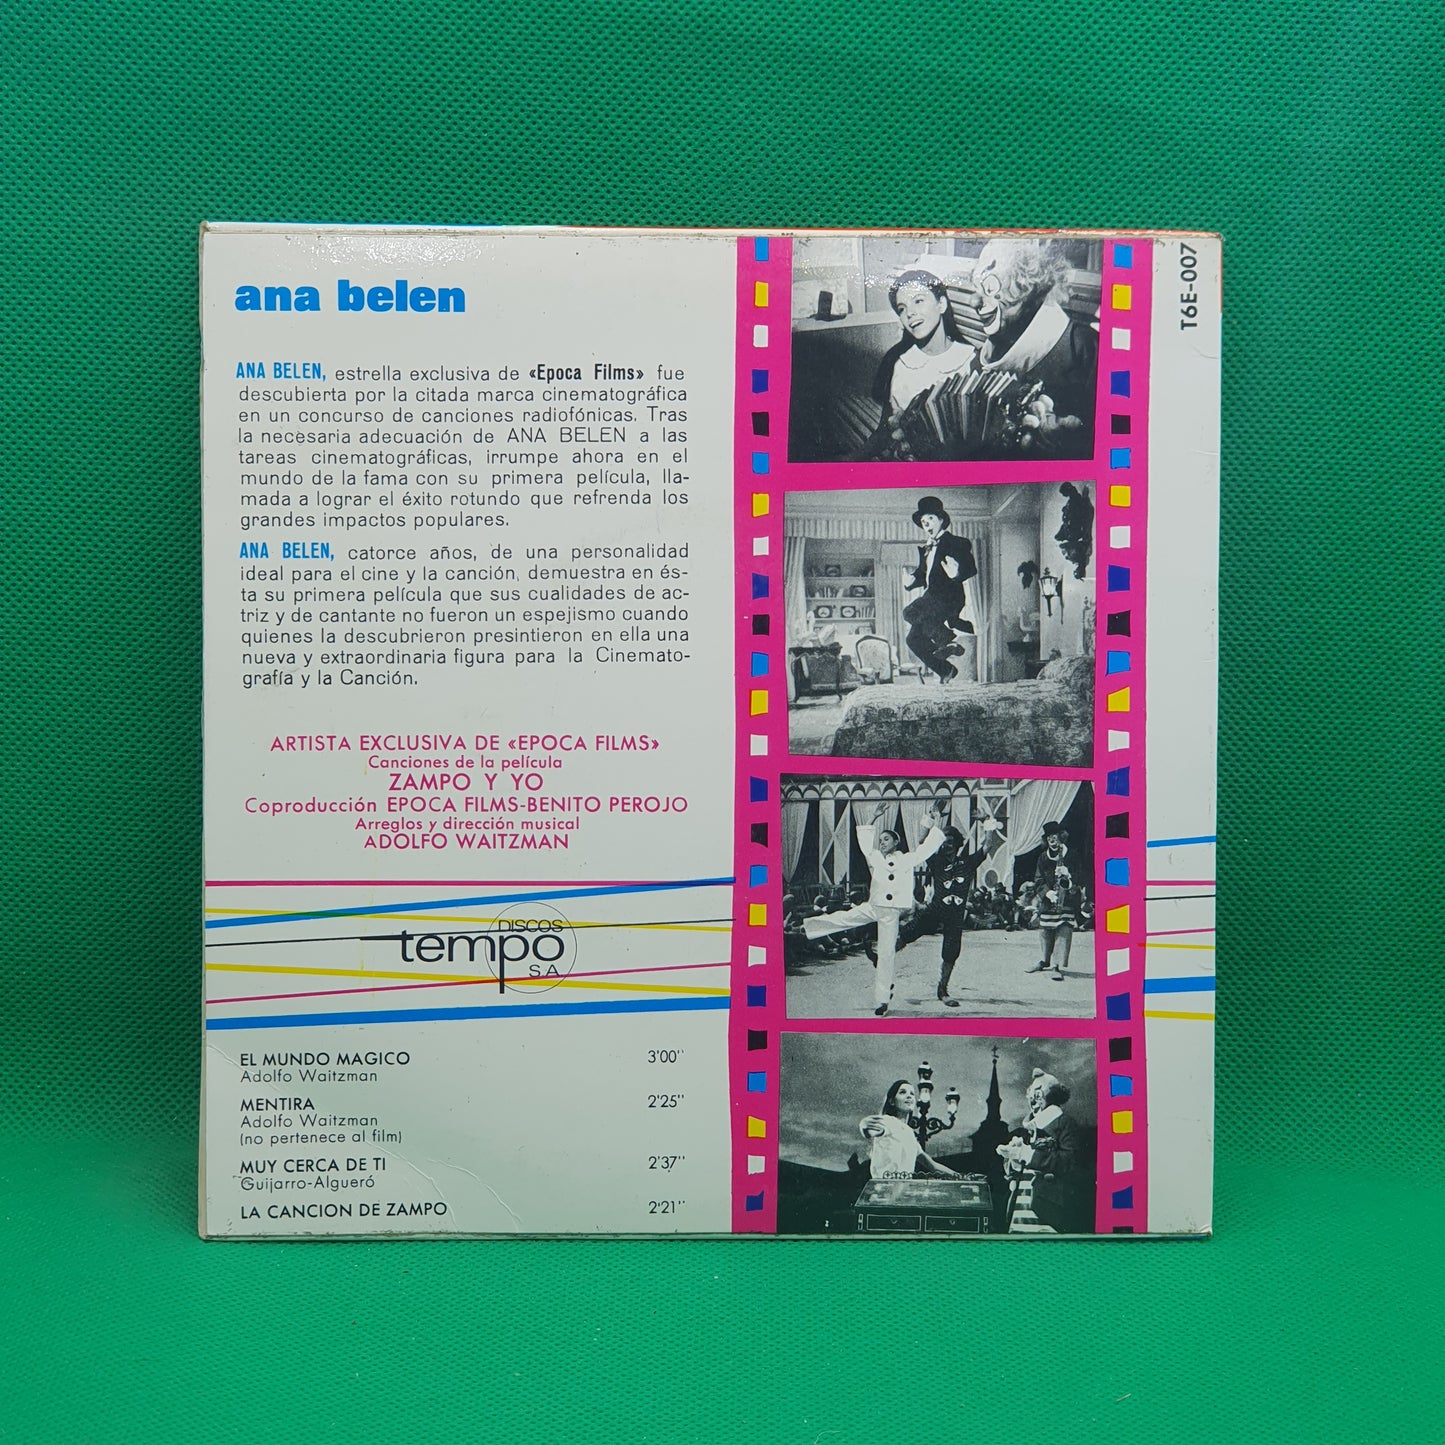 ana belen
T6E-007
ANA BELEN, estrella exclusiva de «Epoca Films» fue
descubierta por la citada marca cinematográfica
en un concurso de canciones radiofónicas. Tras
la necesaria adecuación de ANA BELEN a las
tareas cinematográficas, irrumpe ahora en el
mundo de la fama con su primera película, lla-
mada a lograr el éxito rotundo que refrenda los
grandes impactos populares.
ANA BELEN, catorce años, de una personalidad
ideal para el cine y la canción, demuestra en és-
ta su primera película que sus cualidades de ac-
triz y de cantante no fueron un espejismo cuando
quienes la descubrieron presintieron en ella una
nueva y extraordinaria figura para la Cinemato-
grafía y la Canción.
ARTISTA EXCLUSIVA DE «EPOCA FILMS»
Canciones de la película
ZAMPO Y YO
Coproducción EPOCA FILMS-BENITO PEROJO
Arreglos y dirección musical
ADOLFO WAITZMAN
DISCOS
tempo
S.A.
EL MUNDO MAGICO 3'00''
Adolfo Waitzman
MENTIRA 2'25''
Adolfo Waitzman
(no pertenece al film)
MUY CERCA DE TI 2'37''
Guijarro-Algueró
LA CANCION DE ZAMPO 2'21''